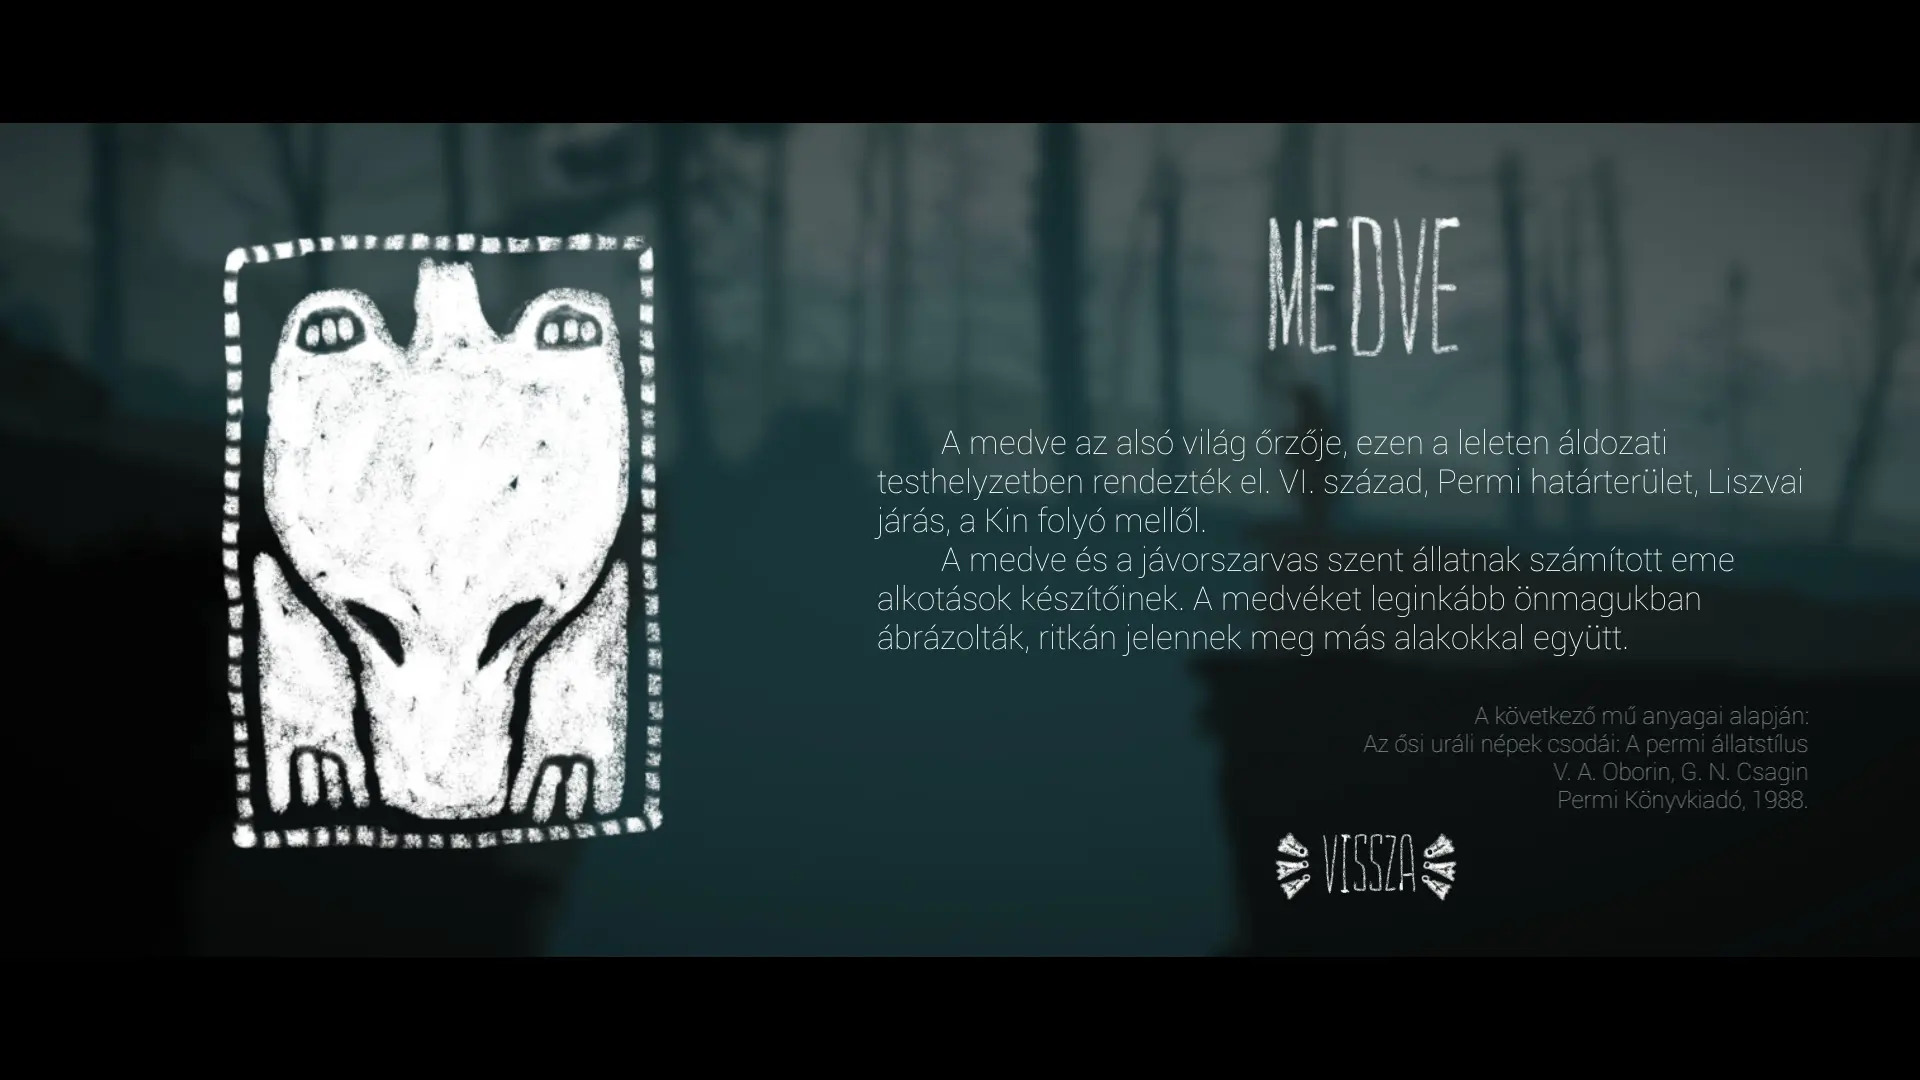 MEDVE
A medve az alsó világ őrzője, ezen a leleten áldozati
testhelyzetben rendezték el. VI. század, Permi határterület, Liszvai
járás, a Kin folyó mellől.
A medve és a jávorszarvas szent állatnak számított eme
alkotások készítőinek. A medvéket leginkább önmagukban
ábrázolták, ritkán jelennek meg más alakokkal együtt.
A következő mű anyagai alapján:
Az ősi uráli népek csodái: A permi állatstílus
V. A. Oborin, G. N. Csagin
Permi Könyvkiadó, 1988.
VISSZA